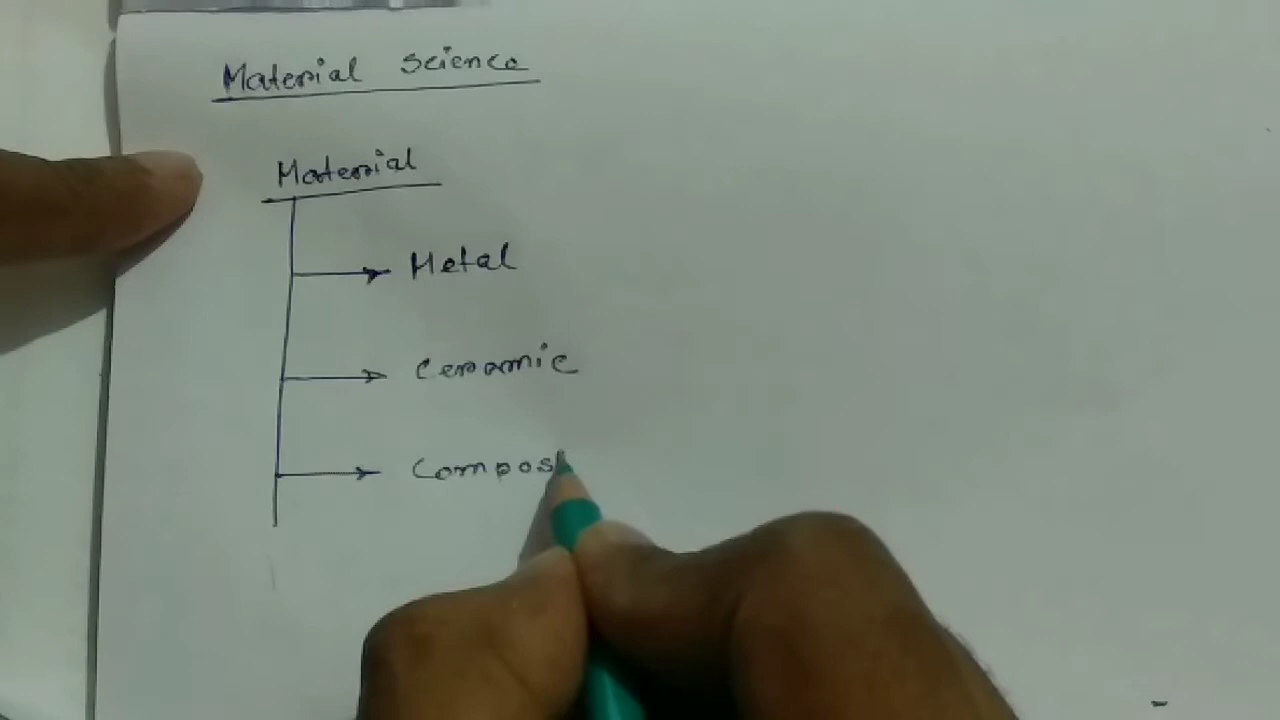 Material Science
Material
Metal
Ceramic
Compos